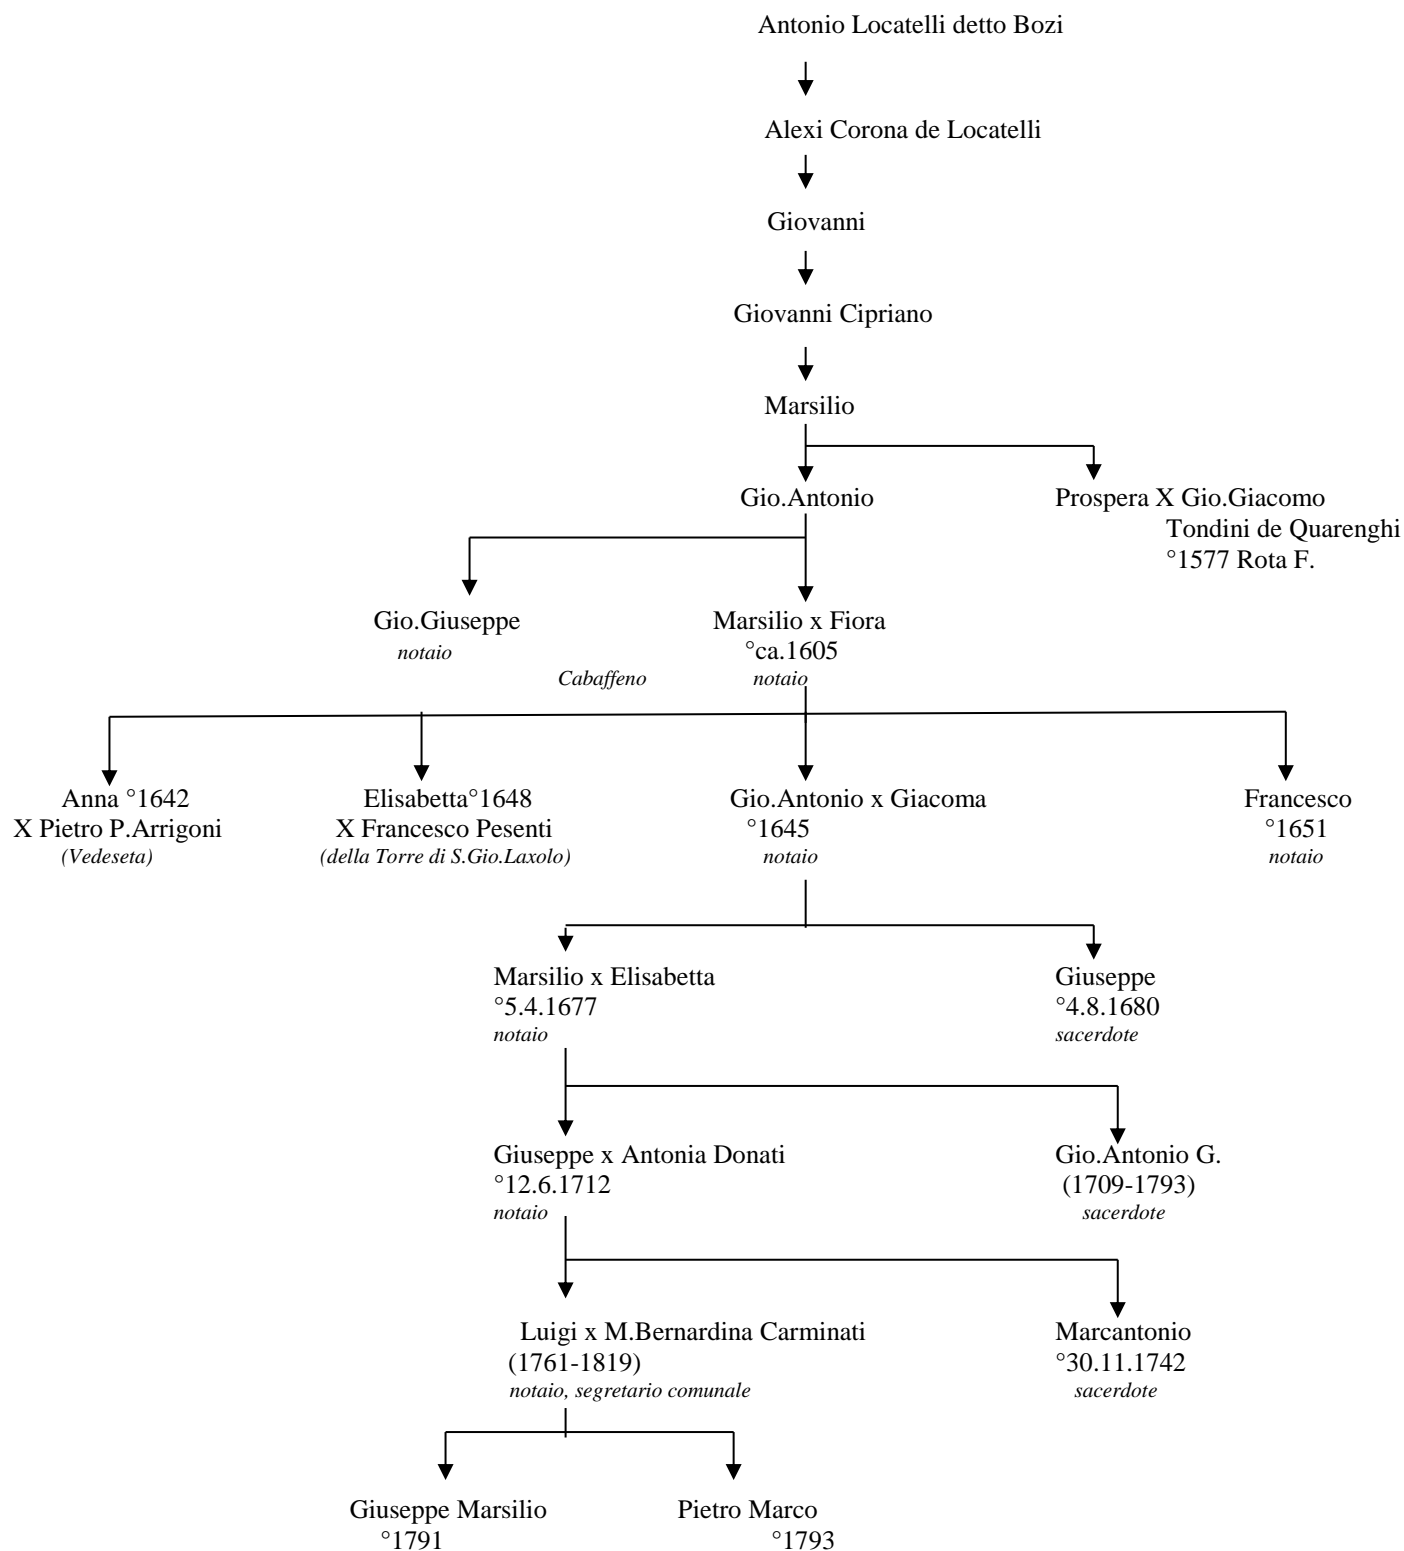 Antonio Locatelli detto Bozi
Alexi Corona de Locatelli
Giovanni
Giovanni Cipriano
Marsilio
Gio.Antonio
Prospera X Gio.Giacomo
Tondini de Quarenghi
°1577 Rota F.
Gio.Giuseppe
notaio
Marsilio x Fiora
°ca.1605
Cabaffeno
notaio
Anna °1642
X Pietro P.Arrigoni
(Vedeseta)
Elisabetta°1648
X Francesco Pesenti
(della Torre di S.Gio.Laxolo)
Gio.Antonio x Giacoma
°1645
notaio
Francesco
°1651
notaio
Marsilio x Elisabetta
°5.4.1677
notaio
Giuseppe
°4.8.1680
sacerdote
Giuseppe x Antonia Donati
°12.6.1712
notaio
Gio.Antonio G.
(1709-1793)
sacerdote
Luigi x M.Bernardina Carminati
(1761-1819)
notaio, segretario comunale
Marcantonio
°30.11.1742
sacerdote
Giuseppe Marsilio
°1791
Pietro Marco
°1793